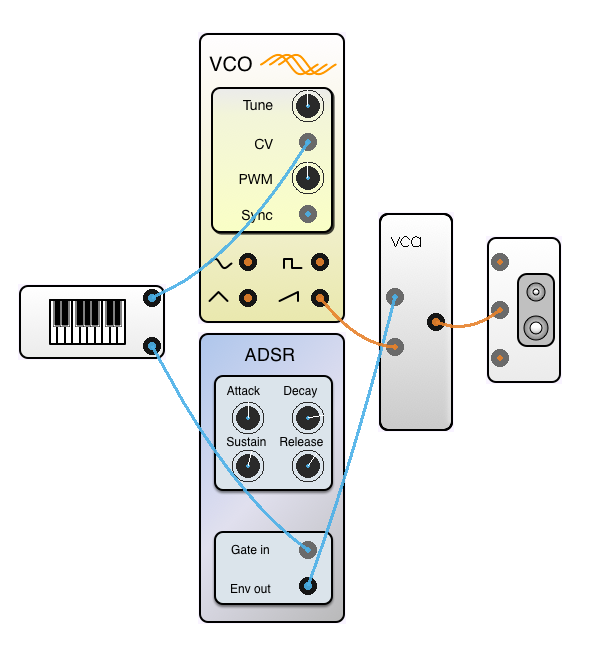 VCO
Tune
CV
PWM
Sync
vca
ADSR
Attack Decay
Sustain Release
Gate in
Env out